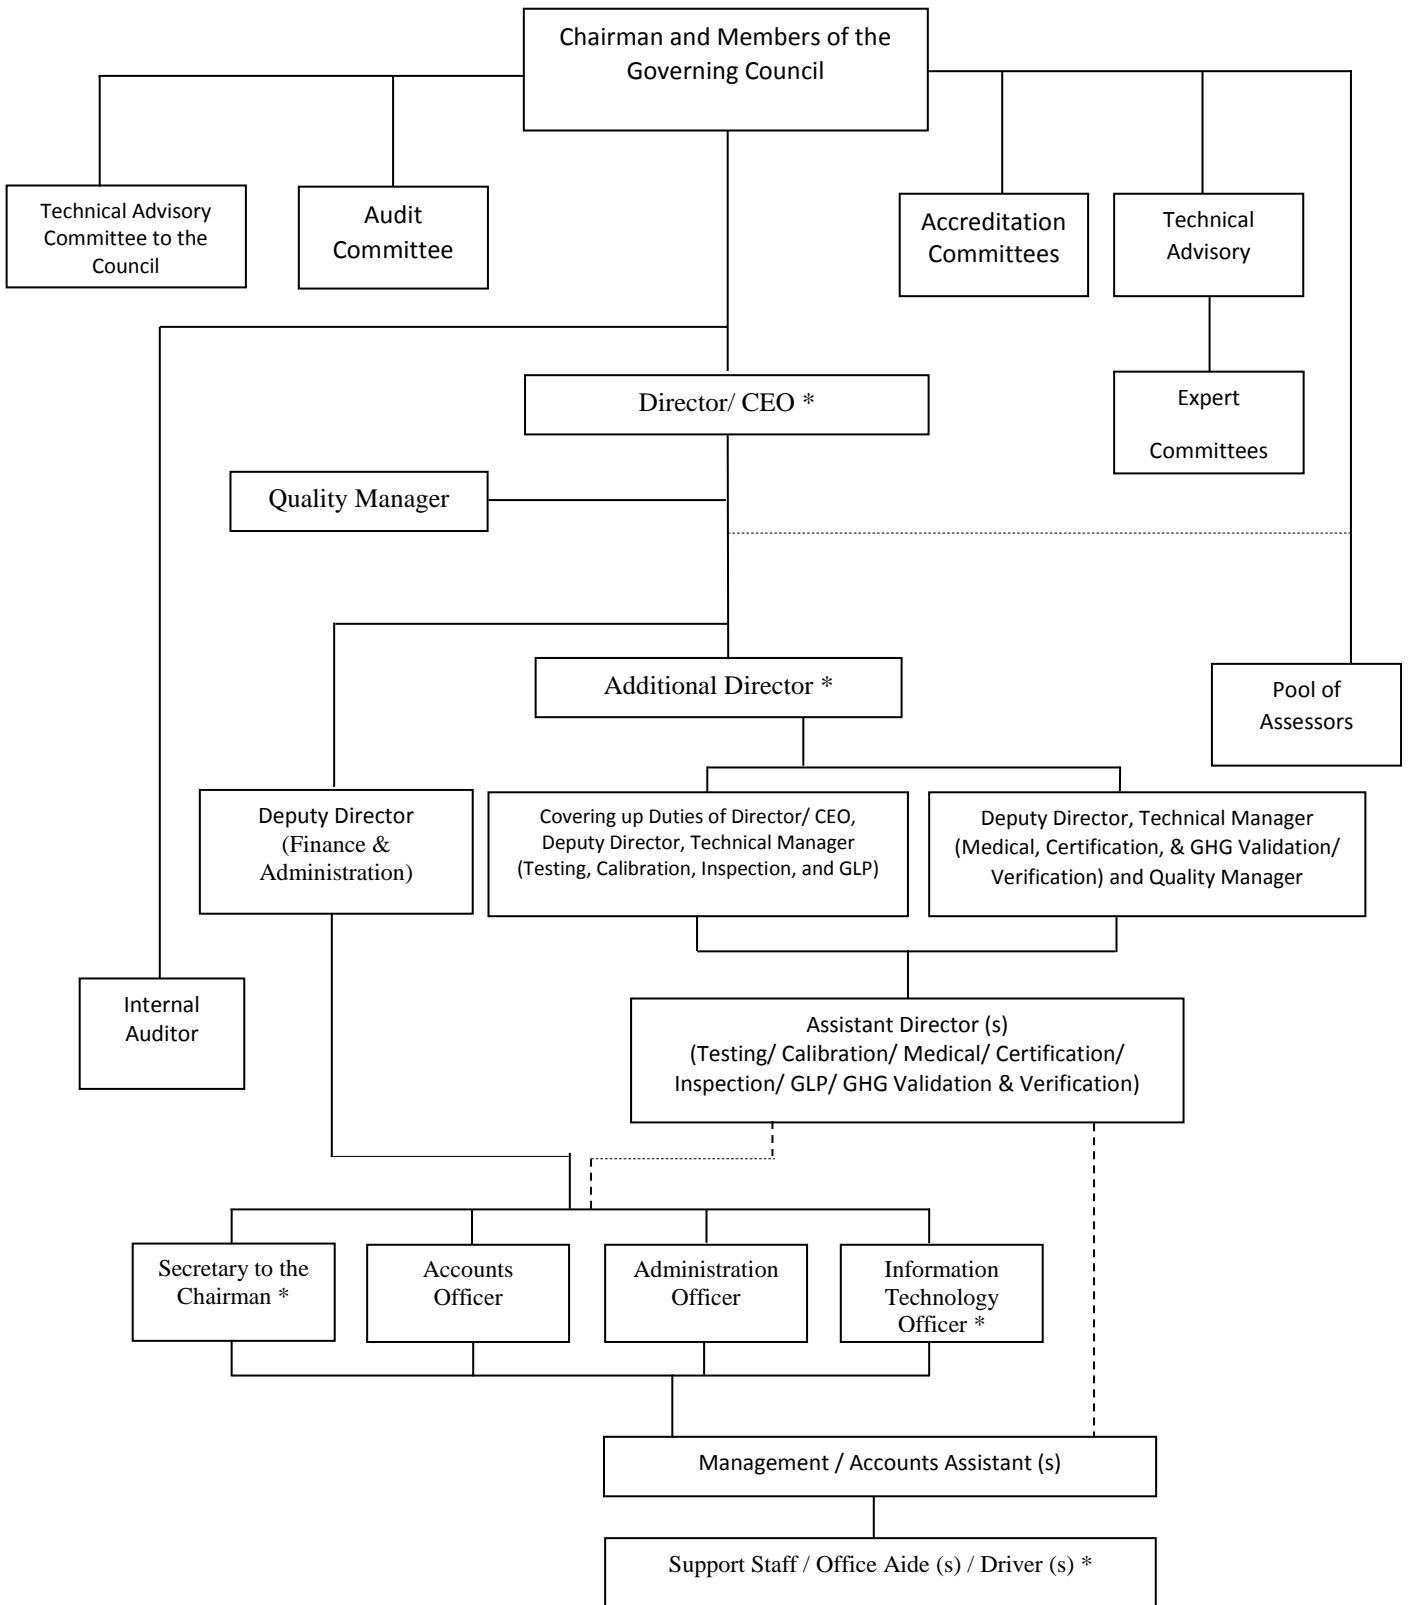 Chairman and Members of the
Governing Council
Technical Advisory
Committee to the
Council
Audit
Committee
Accreditation
Committees
Technical
Advisory
Director/ CEO *
Expert
Committees
Quality Manager
Additional Director *
Pool of
Assessors
Deputy Director
(Finance &
Administration)
Covering up Duties of Director/ CEO,
Deputy Director, Technical Manager
(Testing, Calibration, Inspection, and GLP)
Deputy Director, Technical Manager
(Medical, Certification, & GHG Validation/
Verification) and Quality Manager
Internal
Auditor
Assistant Director (s)
(Testing/ Calibration/ Medical/ Certification/
Inspection/ GLP/ GHG Validation & Verification)
Secretary to the
Chairman *
Accounts
Officer
Administration
Officer
Information
Technology
Officer *
Management / Accounts Assistant (s)
Support Staff / Office Aide (s) / Driver (s) *